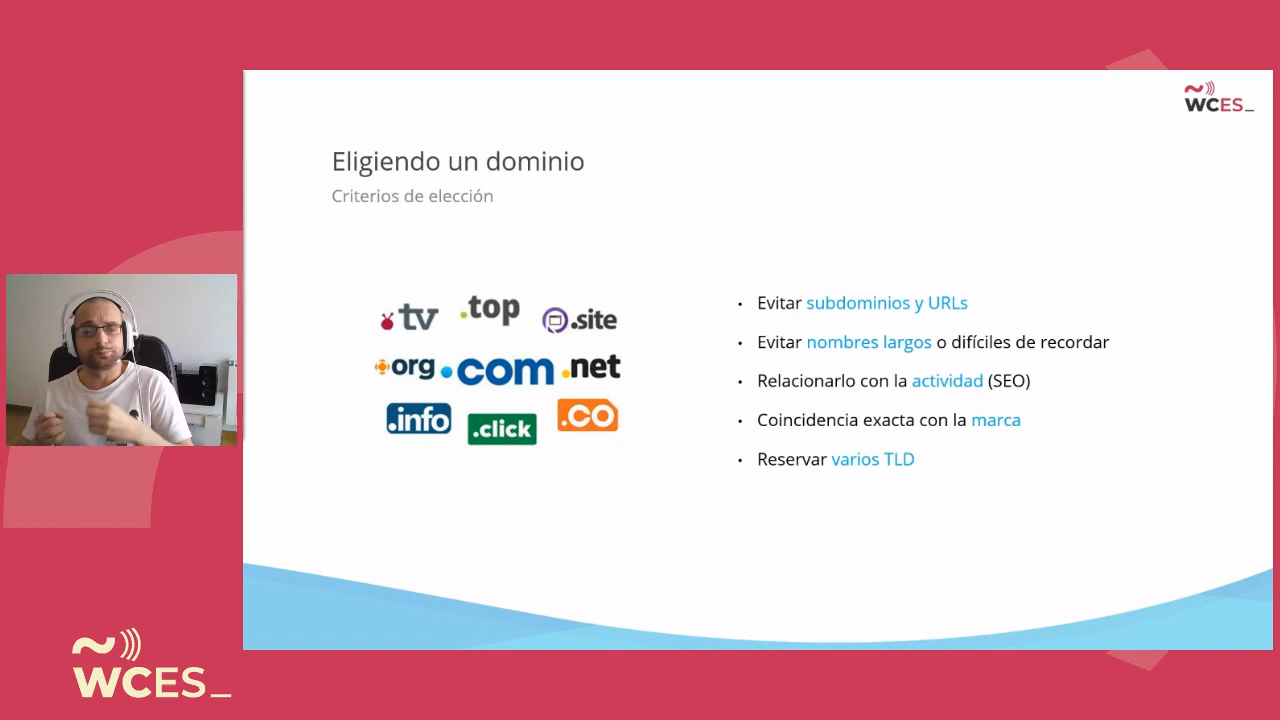 WCES_
Eligiendo un dominio
Criterios de elección
.tv
.top
.site
.org
.com
.net
.info
.click
.co
• Evitar subdominios y URLs
• Evitar nombres largos o difíciles de recordar
• Relacionarlo con la actividad (SEO)
• Coincidencia exacta con la marca
• Reservar varios TLD
WCES_